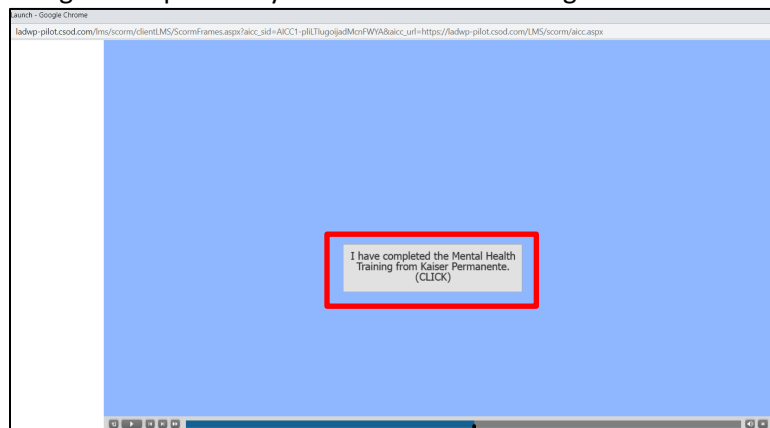 Launch - Google Chrome
ladwp-pilot.csod.com/lms/scorm/clientLMS/ScormFrames.aspx?aicc_sid=AICC1-pliLTIugoijadMcnFWYA&aicc_url=https://ladwp-pilot.csod.com/LMS/scorm/aicc.aspx
I have completed the Mental Health
Training from Kaiser Permanente.
(CLICK)